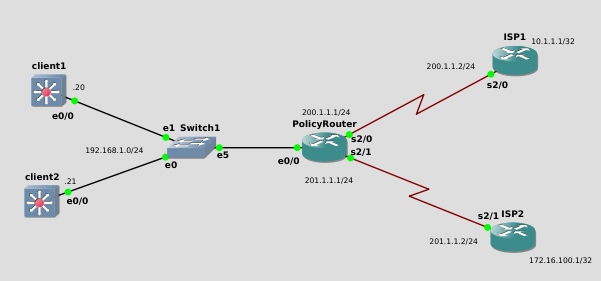 ISP1
10.1.1.1/32
client1
200.1.1.2/24
s2/0
.20
e0/0
200.1.1.1/24
PolicyRouter
e1 Switch1
s2/0
192.168.1.0/24
e5
s2/1
e0
e0/0
client2
.21
201.1.1.1/24
e0/0
s2/1 ISP2
201.1.1.2/24
172.16.100.1/32